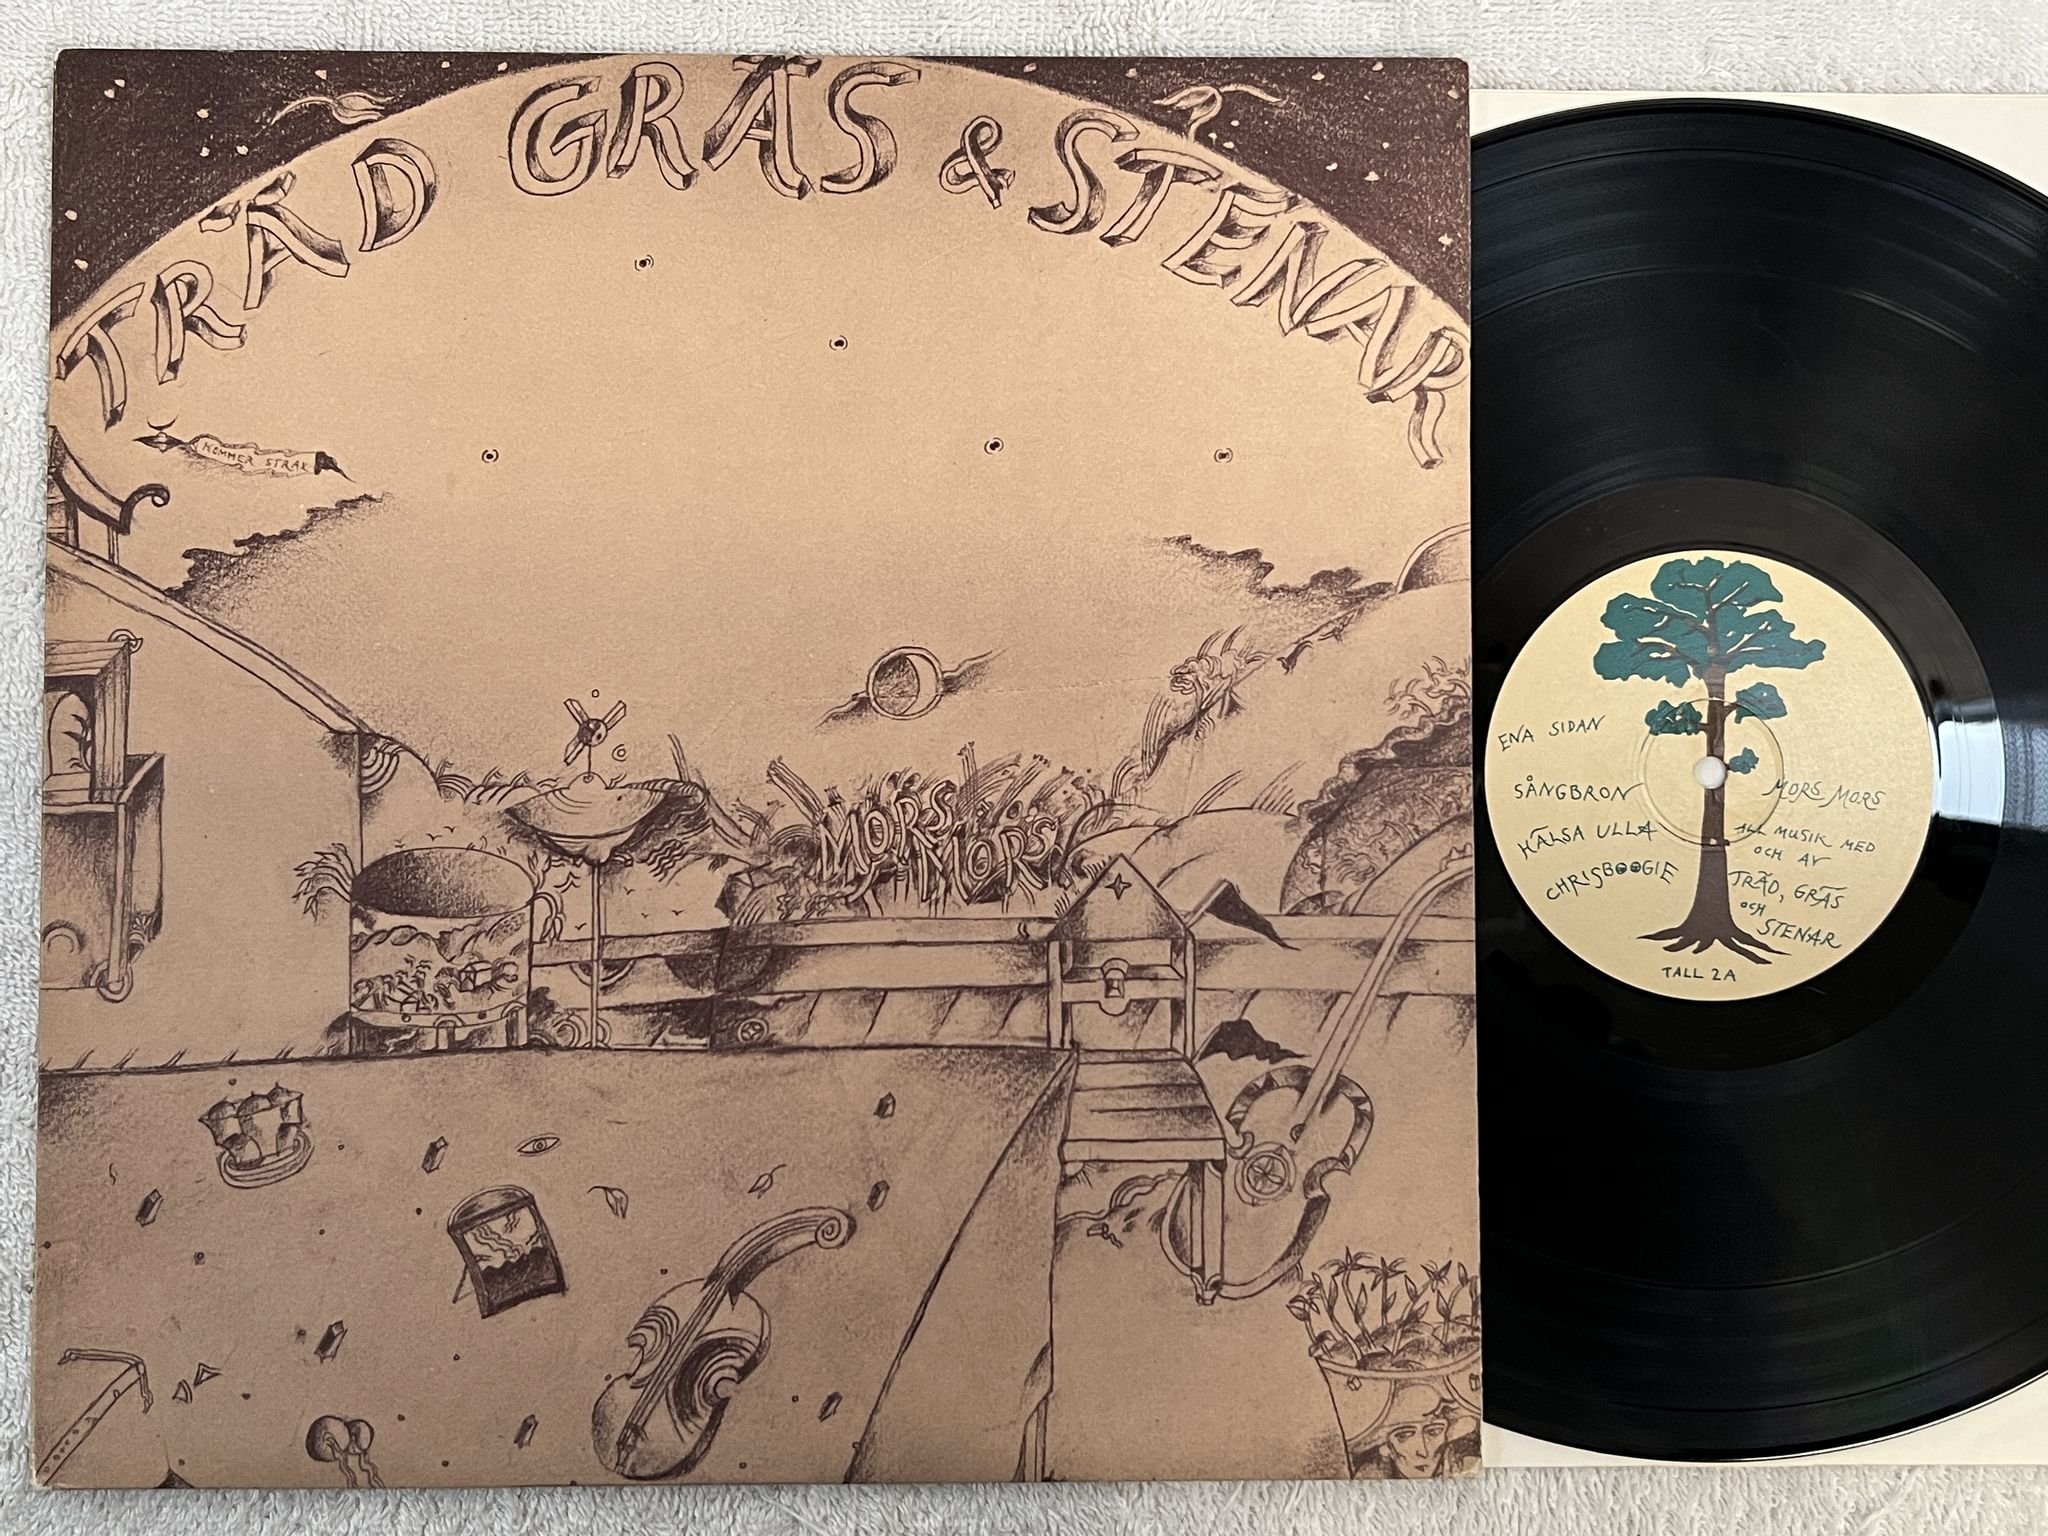 TRÄD GRÄS & STENAR
KOMMER STRAX
MORS MORS
ENA SIDAN
SÅNGBRON
HÄLSA ULLA
CHRISBOOGIE
MORS MORS
ALL MUSIK MED
OCH AV
TRÄD, GRÄS
OCH
STENAR
TALL 2A